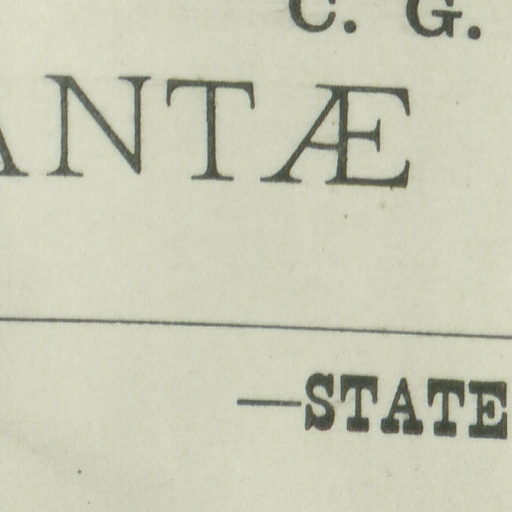 C. G.
ANTÆ
—STATE